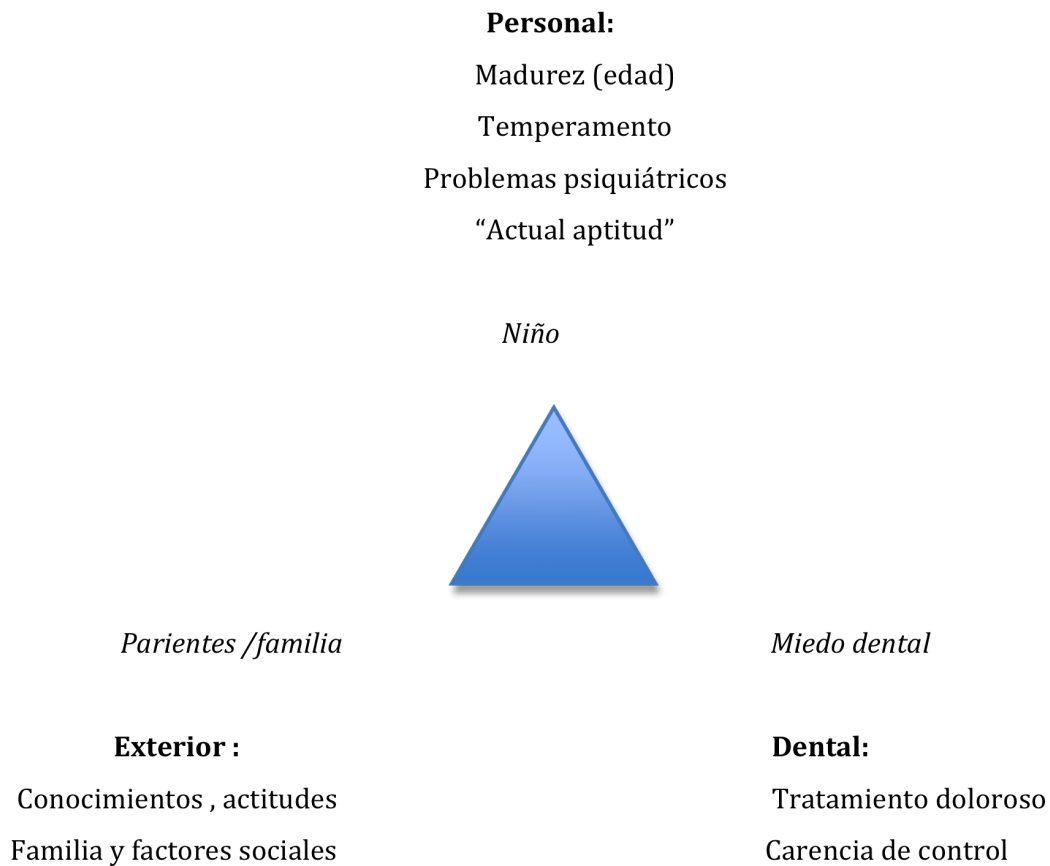 Personal:
Madurez (edad)
Temperamento
Problemas psiquiátricos
“Actual aptitud”
Niño
Parientes /familia
Miedo dental
Exterior :
Conocimientos , actitudes
Familia y factores sociales
Dental:
Tratamiento doloroso
Carencia de control